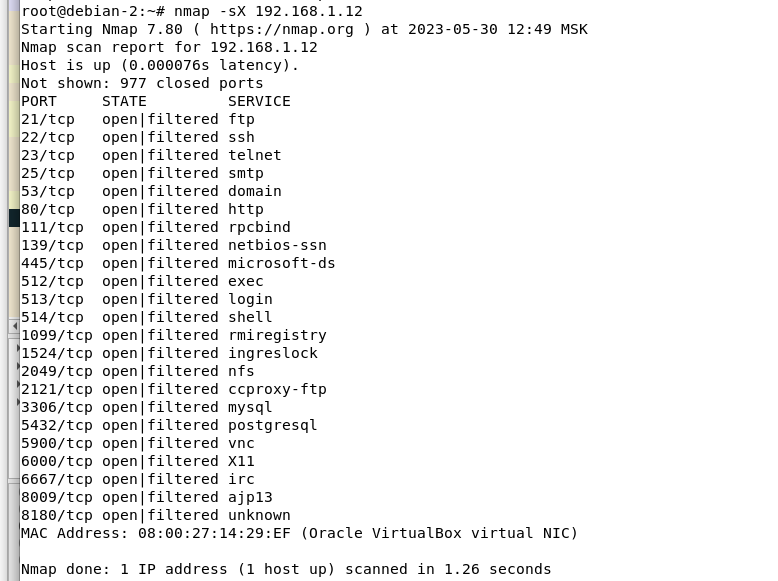 root@debian-2:~# nmap -sX 192.168.1.12
Starting Nmap 7.80 ( https://nmap.org ) at 2023-05-30 12:49 MSK
Nmap scan report for 192.168.1.12
Host is up (0.000076s latency).
Not shown: 977 closed ports
PORT     STATE         SERVICE
21/tcp   open|filtered ftp
22/tcp   open|filtered ssh
23/tcp   open|filtered telnet
25/tcp   open|filtered smtp
53/tcp   open|filtered domain
80/tcp   open|filtered http
111/tcp  open|filtered rpcbind
139/tcp  open|filtered netbios-ssn
445/tcp  open|filtered microsoft-ds
512/tcp  open|filtered exec
513/tcp  open|filtered login
514/tcp  open|filtered shell
1099/tcp open|filtered rmiregistry
1524/tcp open|filtered ingreslock
2049/tcp open|filtered nfs
2121/tcp open|filtered ccproxy-ftp
3306/tcp open|filtered mysql
5432/tcp open|filtered postgresql
5900/tcp open|filtered vnc
6000/tcp open|filtered X11
6667/tcp open|filtered irc
8009/tcp open|filtered ajp13
8180/tcp open|filtered unknown
MAC Address: 08:00:27:14:29:EF (Oracle VirtualBox virtual NIC)
Nmap done: 1 IP address (1 host up) scanned in 1.26 seconds